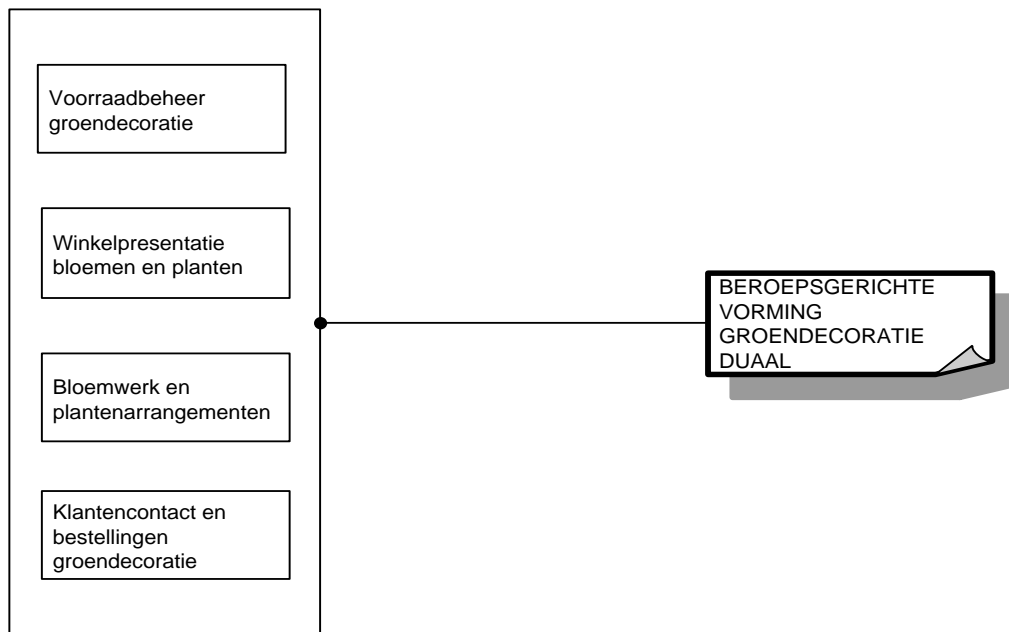 Voorraadbeheer
groendecoratie
Winkelpresentatie
bloemen en planten
Bloemwerk en
plantenarrangementen
Klantencontact en
bestellingen
groendecoratie
BEROEPSGERICHTE
VORMING
GROENDECORATIE
DUAAL